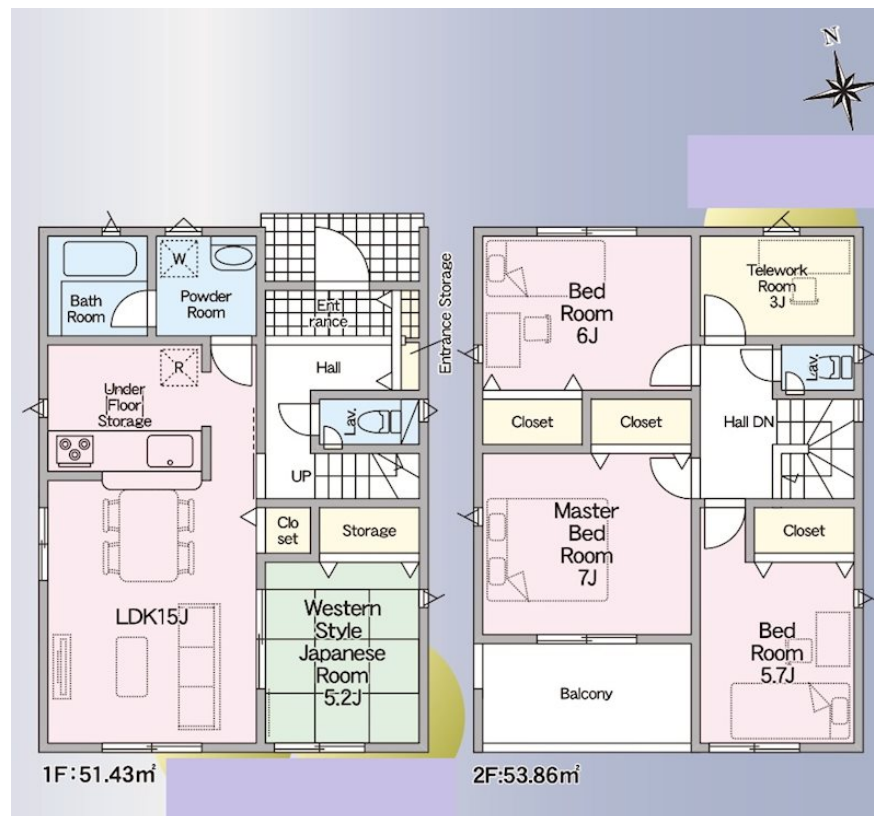 N
Bath
Room
W
Powder
Room
Ent
rance
Entrance Storage
Hall
R
Under
Floor
Storage
Lav.
UP
Clo
set
Storage
LDK15J
Western
Style
Japanese
Room
5.2J
1F:51.43㎡
Bed
Room
6J
Telework
Room
3J
Lav.
Closet
Closet
Hall DN
Master
Bed
Room
7J
Closet
Bed
Room
5.7J
Balcony
2F:53.86㎡